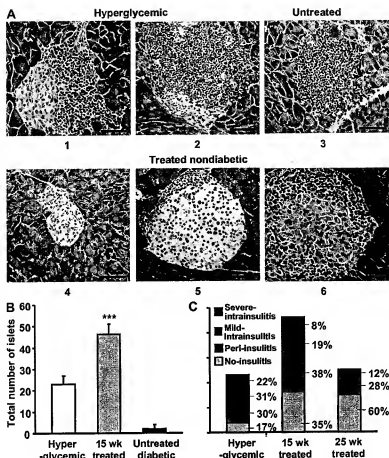 A
Hyperglycemic
Untreated
1
2
3
Treated nondiabetic
4
5
6
B
Total number of islets
60
50
40
30
20
10
0
***
Hyper -glycemic
15 wk treated
Untreated diabetic
C
Severe-intrainsulitis
Mild-intrainsulitis
Peri-insulitis
No-insulitis
22%
31%
30%
17%
8%
19%
38%
35%
12%
28%
60%
Hyper -glycemic
15 wk treated
25 wk treated